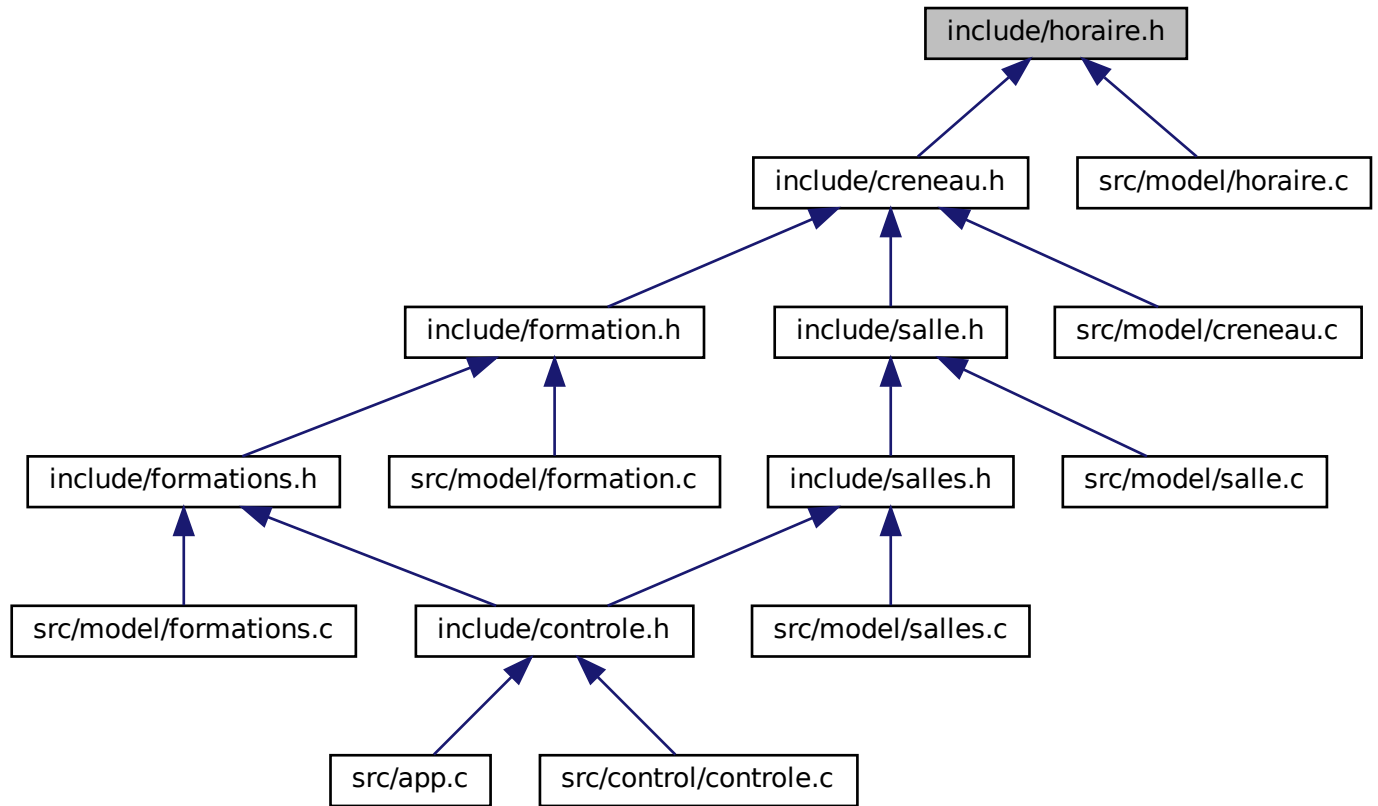 include/horaire.h
include/creneau.h
src/model/horaire.c
include/formation.h
include/salle.h
src/model/creneau.c
include/formations.h
src/model/formation.c
include/salles.h
src/model/salle.c
src/model/formations.c
include/controle.h
src/model/salles.c
src/app.c
src/control/controle.c